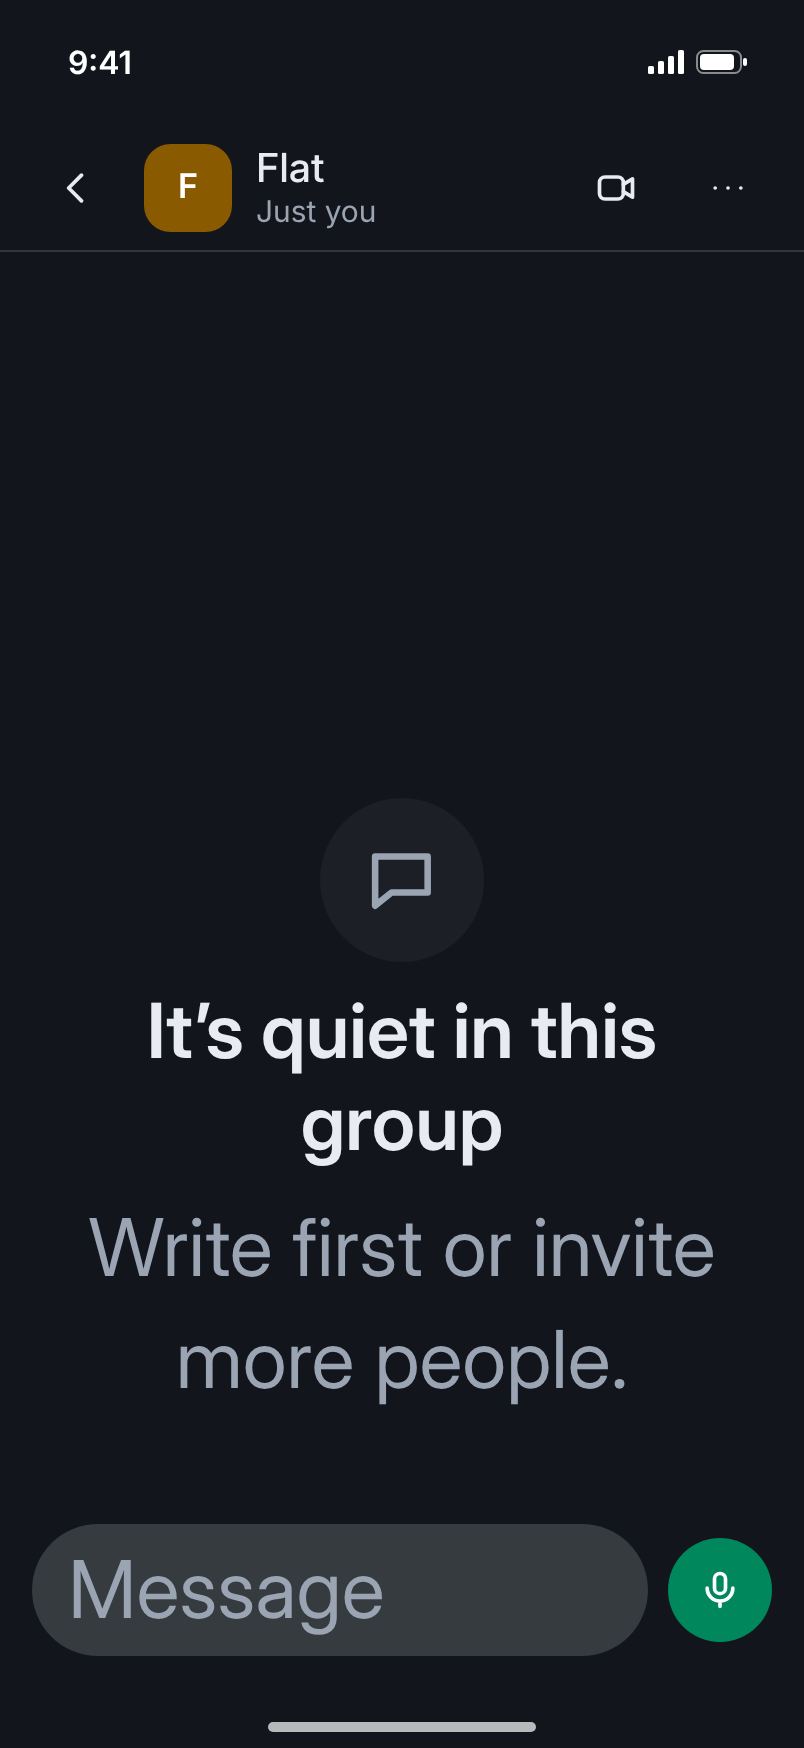 9:41
F
Flat
Just you
It’s quiet in this
group
Write first or invite
more people.
Message